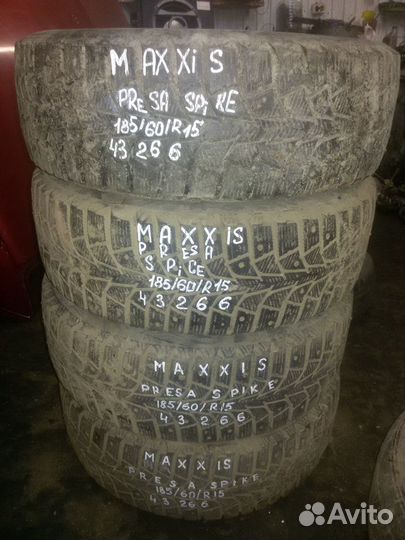 MAXXiS
PRESA SPiKE
185/60/R15
43266
MAXXIS
PRESA
SPiCE
185/60/R15
43266
MAXXIS
PRESA SPIKE
185/60/R15
43266
MAXXIS
PRESA SPIKE
185/60/R15
43266
Avito